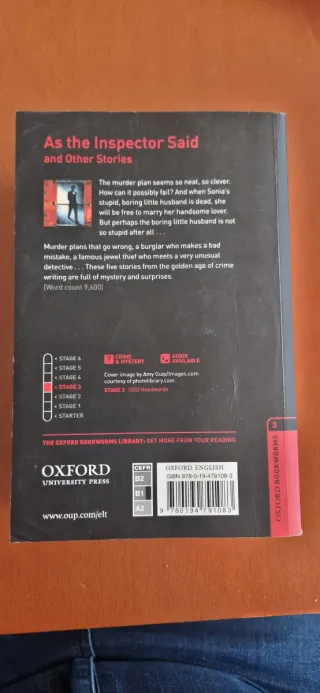 As the Inspector Said
and Other Stories
The murder plan seems so neat, so clever.
How can it possibly fail? And when Sonia's
stupid, boring little husband is dead, she
will be free to marry her handsome lover.
But perhaps the boring little husband is not
so stupid after all . . .
Murder plans that go wrong, a burglar who makes a bad
mistake, a famous jewel thief who meets a very unusual
detective . . . These five stories from the golden age of crime
writing are full of mystery and surprises.
(Word count 9,600)
< STAGE 6
< STAGE 5
< STAGE 4
< STAGE 3
< STAGE 2
< STAGE 1
< STARTER
CRIME
& MYSTERY
AUDIO
AVAILABLE
Cover image by Amy Guip/Images.com
courtesy of photolibrary.com
STAGE 3 1000 Headwords
THE OXFORD BOOKWORMS LIBRARY: GET MORE FROM YOUR READING
OXFORD
UNIVERSITY PRESS
www.oup.com/elt
CEFR
B2
B1
A2
OXFORD ENGLISH
ISBN 978-0-19-479108-3
9 780194 791083
3
OXFORD BOOKWORMS